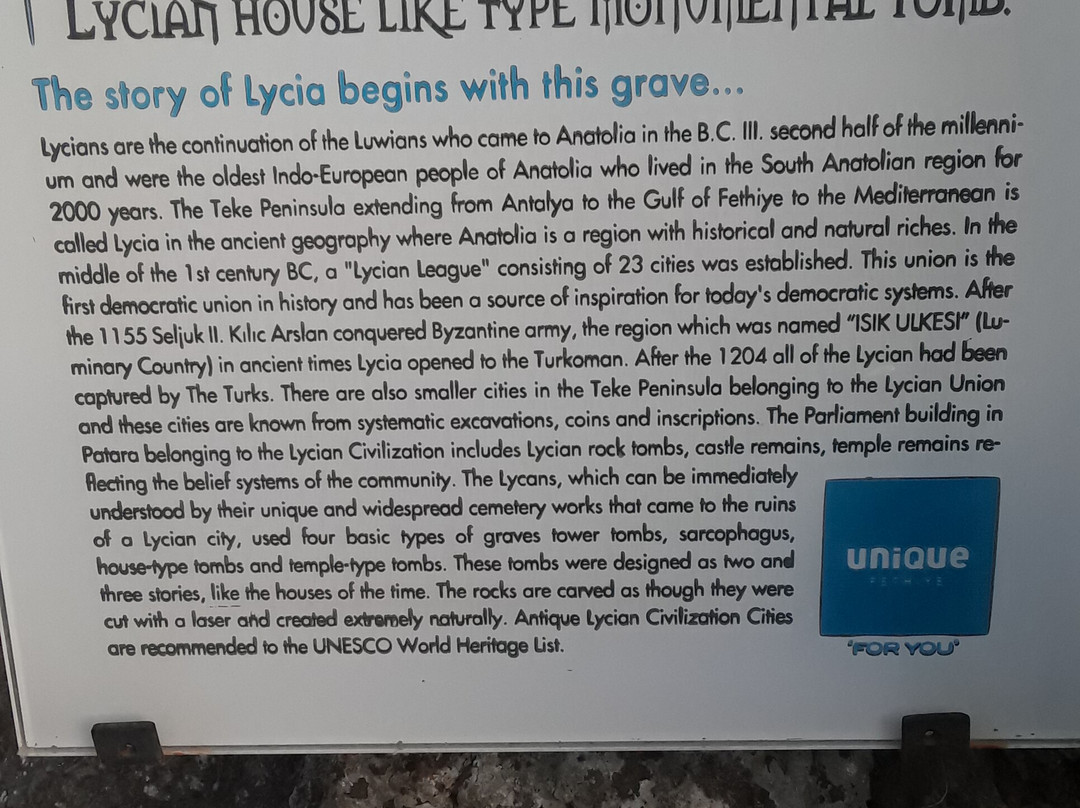 LYCIAN HOUSE LIKE TYPE MONUMENTAL TOMB.
The story of Lycia begins with this grave...
Lycians are the continuation of the Luwians who came to Anatolia in the B.C. III. second half of the millenni-
um and were the oldest Indo-European people of Anatolia who lived in the South Anatolian region for
2000 years. The Teke Peninsula extending from Antalya to the Gulf of Fethiye to the Mediterranean is
called Lycia in the ancient geography where Anatolia is a region with historical and natural riches. In the
middle of the 1st century BC, a "Lycian League" consisting of 23 cities was established. This union is the
first democratic union in history and has been a source of inspiration for today's democratic systems. After
the 1155 Seljuk II. Kılıc Arslan conquered Byzantine army, the region which was named "ISIK ULKESI" (Lu-
minary Country) in ancient times Lycia opened to the Turkoman. After the 1204 all of the Lycian had been
captured by The Turks. There are also smaller cities in the Teke Peninsula belonging to the Lycian Union
and these cities are known from systematic excavations, coins and inscriptions. The Parliament building in
Patara belonging to the Lycian Civilization includes Lycian rock tombs, castle remains, temple remains re-
flecting the belief systems of the community. The Lycans, which can be immediately
understood by their unique and widespread cemetery works that came to the ruins
of a Lycian city, used four basic types of graves tower tombs, sarcophagus,
house-type tombs and temple-type tombs. These tombs were designed as two and
three stories, like the houses of the time. The rocks are carved as though they were
cut with a laser and created extremely naturally. Antique Lycian Civilization Cities
are recommended to the UNESCO World Heritage List.
unique
FETHIYE
"FOR YOU"